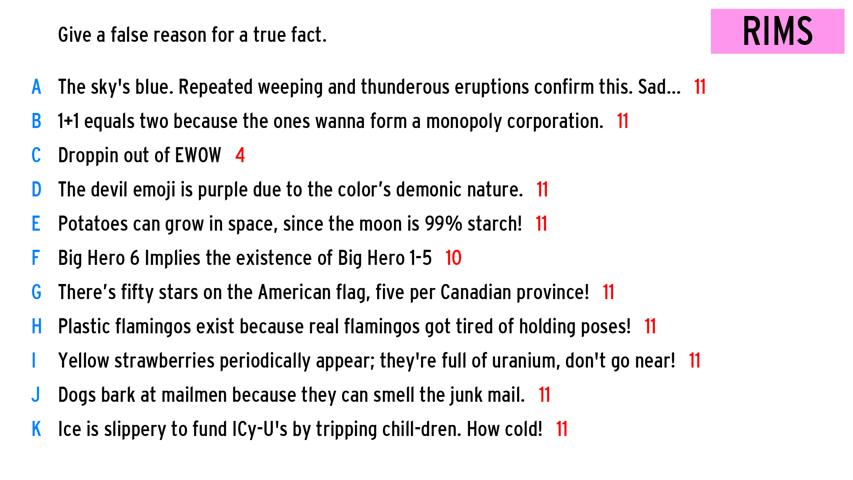 Give a false reason for a true fact.
RIMS
A The sky's blue. Repeated weeping and thunderous eruptions confirm this. Sad... 11
B 1+1 equals two because the ones wanna form a monopoly corporation. 11
C Droppin out of EWOW 4
D The devil emoji is purple due to the color’s demonic nature. 11
E Potatoes can grow in space, since the moon is 99% starch! 11
F Big Hero 6 Implies the existence of Big Hero 1-5 10
G There’s fifty stars on the American flag, five per Canadian province! 11
H Plastic flamingos exist because real flamingos got tired of holding poses! 11
I Yellow strawberries periodically appear; they're full of uranium, don't go near! 11
J Dogs bark at mailmen because they can smell the junk mail. 11
K Ice is slippery to fund ICy-U's by tripping chill-dren. How cold! 11